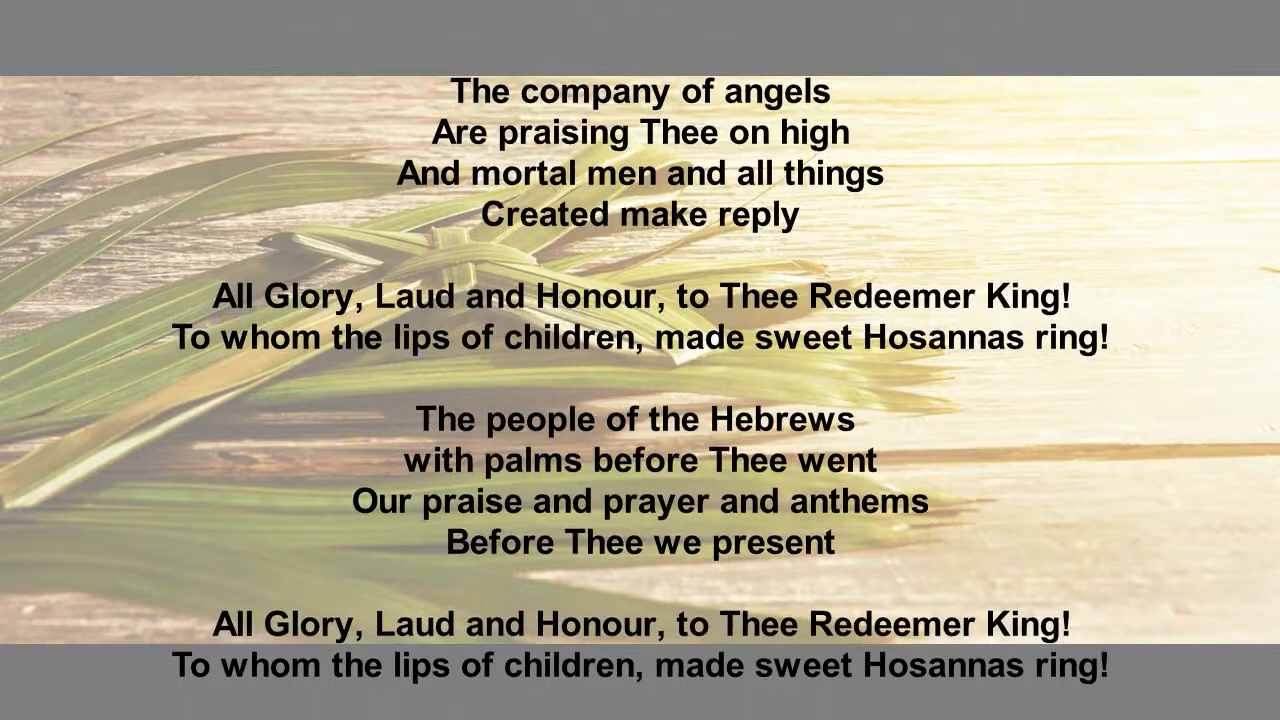 The company of angels
Are praising Thee on high
And mortal men and all things
Created make reply
All Glory, Laud and Honour, to Thee Redeemer King!
To whom the lips of children, made sweet Hosannas ring!
The people of the Hebrews
with palms before Thee went
Our praise and prayer and anthems
Before Thee we present
All Glory, Laud and Honour, to Thee Redeemer King!
To whom the lips of children, made sweet Hosannas ring!